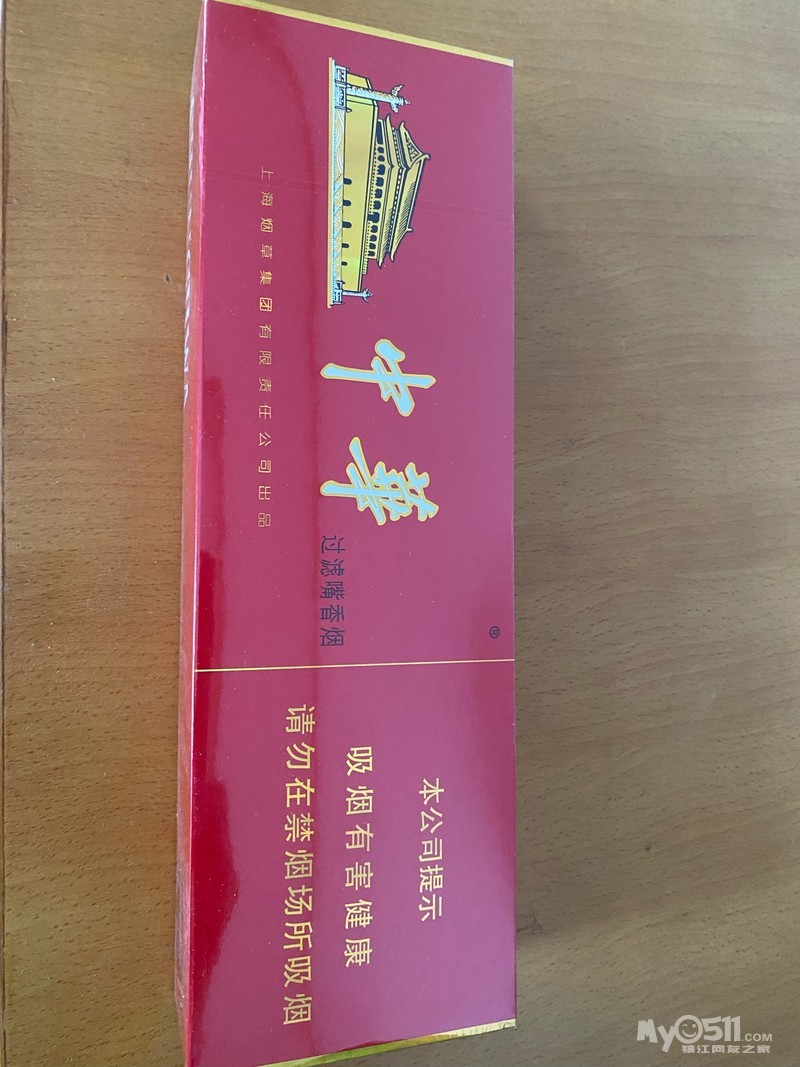 中華
过滤嘴香烟
上海烟草集团有限责任公司出品
本公司提示
吸烟有害健康
请勿在禁烟场所吸烟
My0511.COM
镇江网友之家